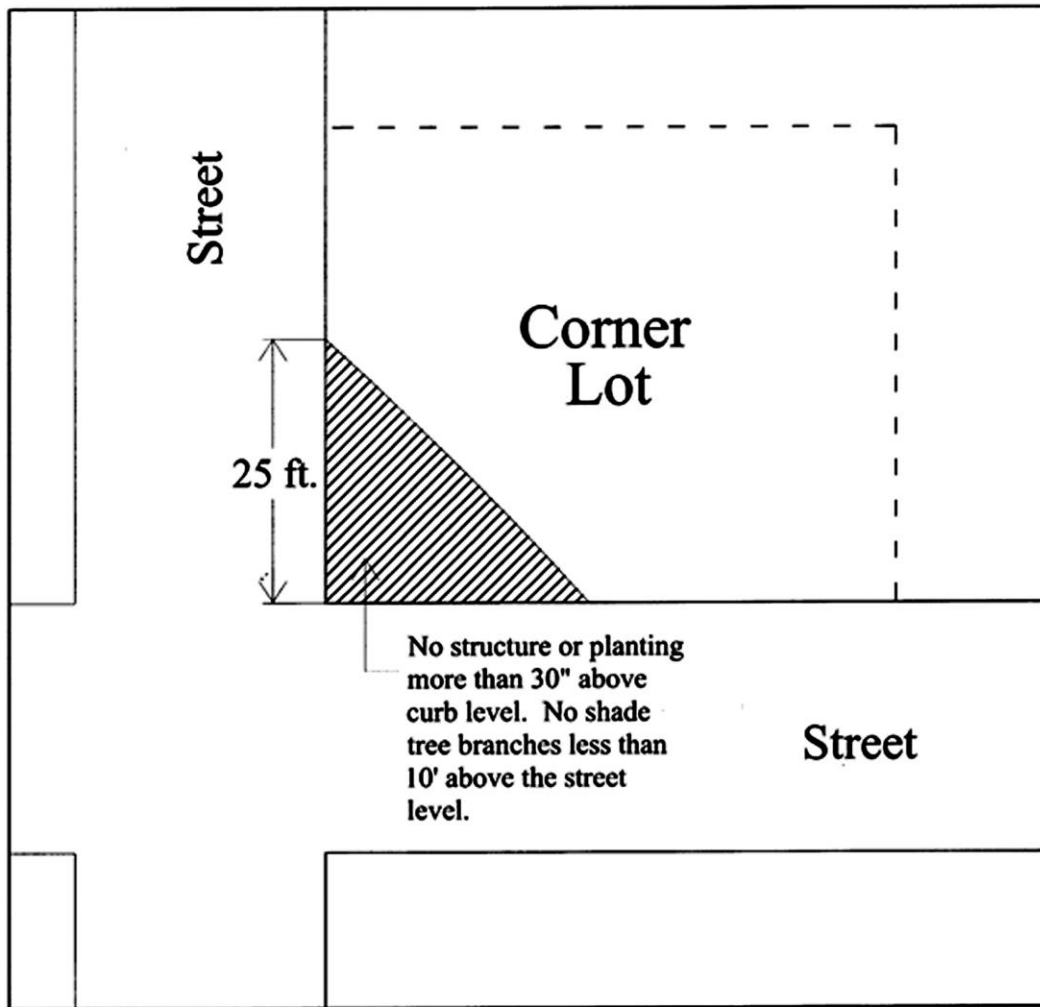 Street
Corner
Lot
25 ft.
No structure or planting
more than 30" above
curb level. No shade
tree branches less than
10' above the street
level.
Street